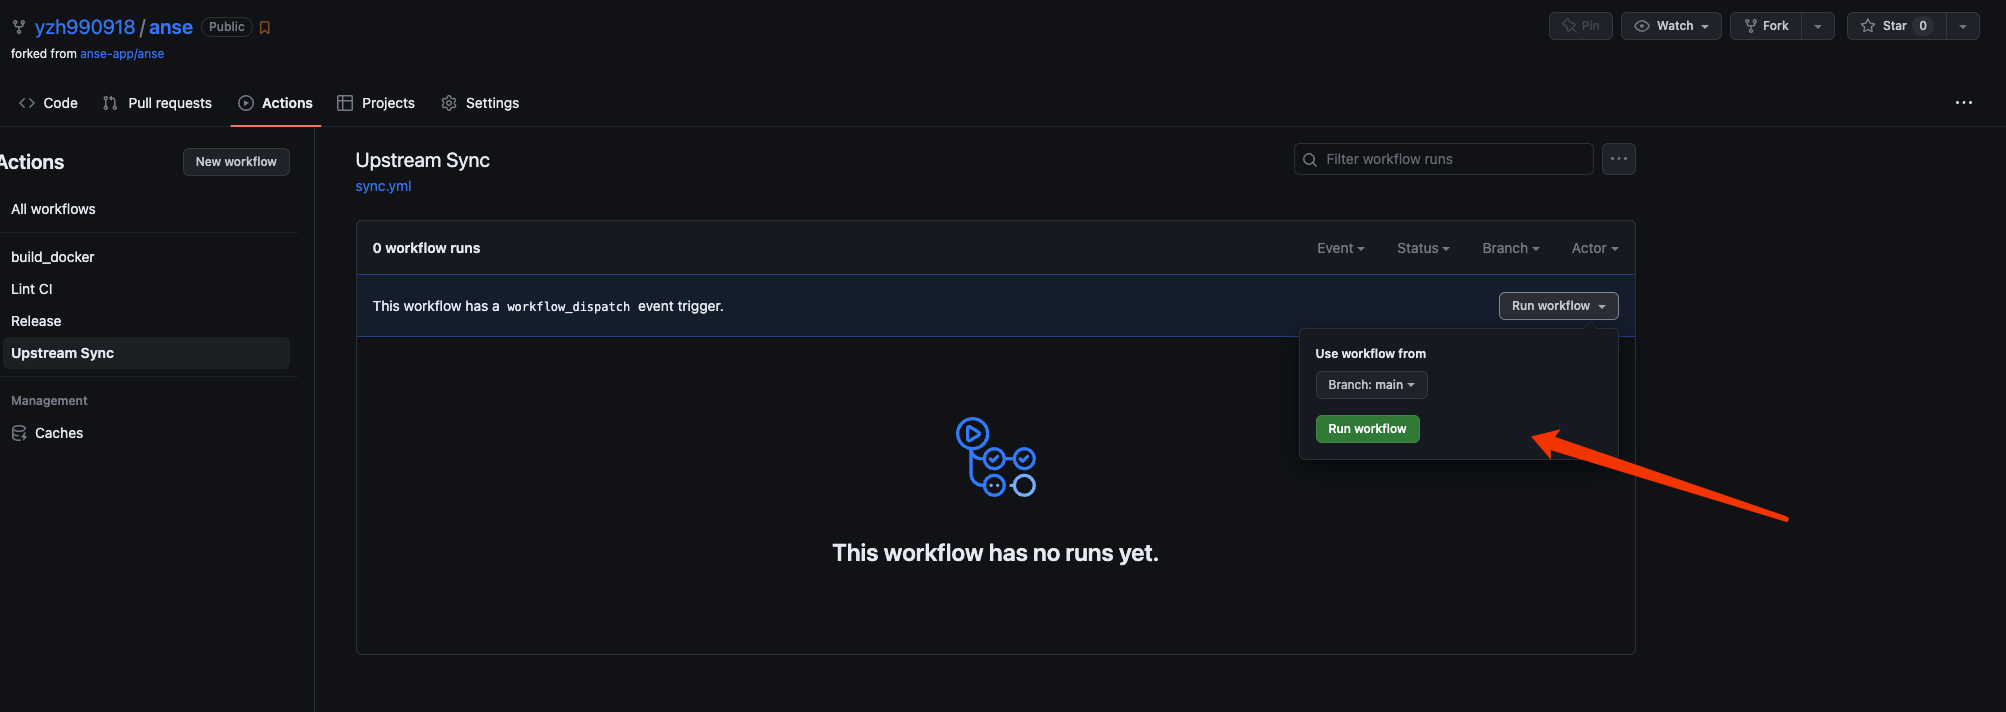 yzh990918 / anse Public
Pin Watch Fork Star 0
forked from anse-app/anse
Code Pull requests Actions Projects Settings
Actions New workflow
All workflows
build_docker
Lint CI
Release
Upstream Sync
Management
Caches
Upstream Sync
Filter workflow runs
sync.yml
0 workflow runs Event Status Branch Actor
This workflow has a workflow_dispatch event trigger. Run workflow
Use workflow from
Branch: main
Run workflow
This workflow has no runs yet.